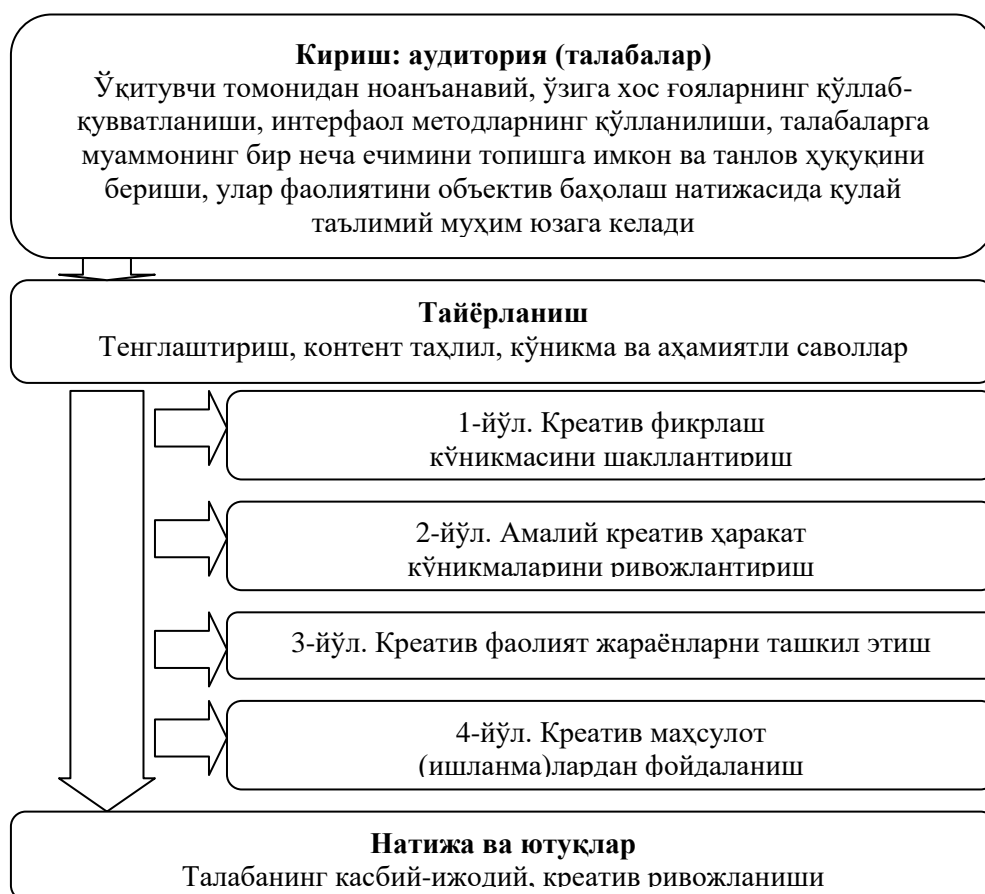 Кириш: аудитория (талабалар)
Ўқитувчи томонидан ноанъанавий, ўзига хос ғояларнинг қўллаб-
қувватланиши, интерфаол методларнинг қўлланилиши, талабаларга
муаммонинг бир неча ечимини топишга имкон ва танлов ҳуқуқини
бериши, улар фаолиятини объектив баҳолаш натижасида қулай
таълимий муҳим юзага келади
Тайёрланиш
Тенглаштириш, контент таҳлил, кўникма ва аҳамиятли саволлар
1-йўл. Креатив фикрлаш
кўникмасини шакллантириш
2-йўл. Амалий креатив ҳаракат
кўникмаларини ривожлантириш
3-йўл. Креатив фаолият жараёнларни ташкил этиш
4-йўл. Креатив маҳсулот
(ишланма)лардан фойдаланиш
Натижа ва ютуқлар
Талабанинг касбий-ижодий, креатив ривожланиши